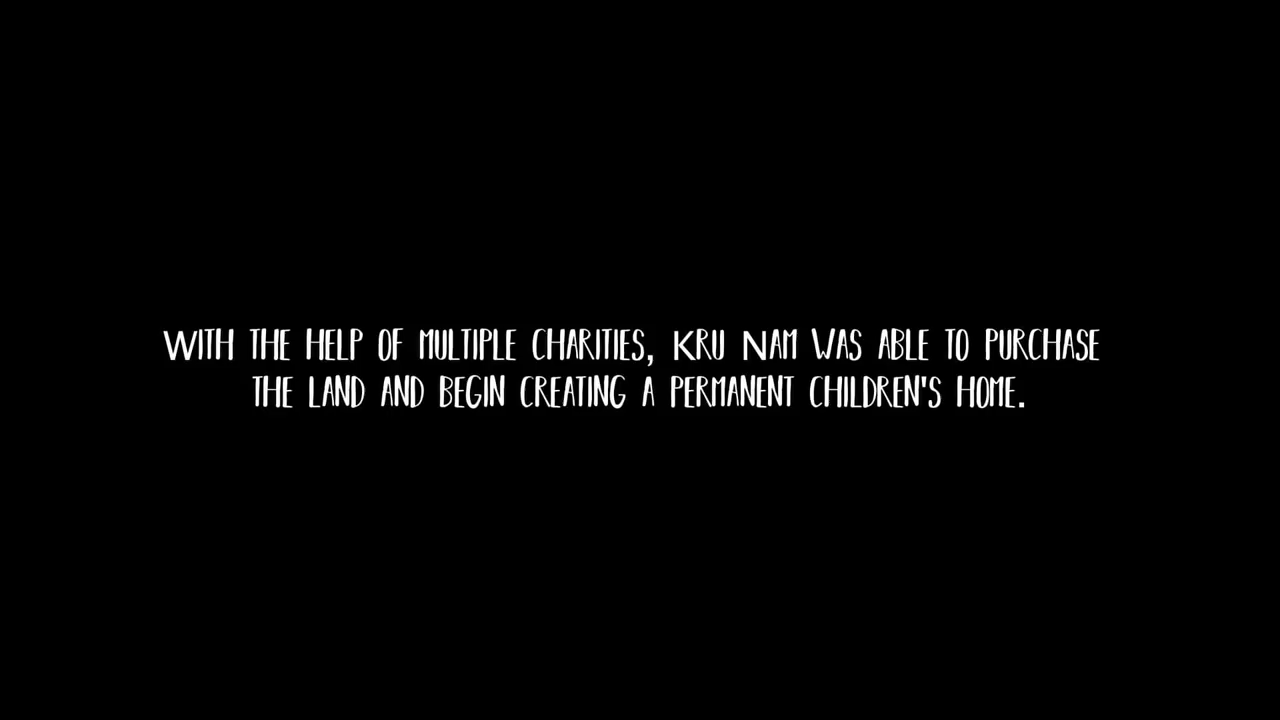 WITH THE HELP OF MULTIPLE CHARITIES, KRU NAM WAS ABLE TO PURCHASE
THE LAND AND BEGIN CREATING A PERMANENT CHILDREN'S HOME.